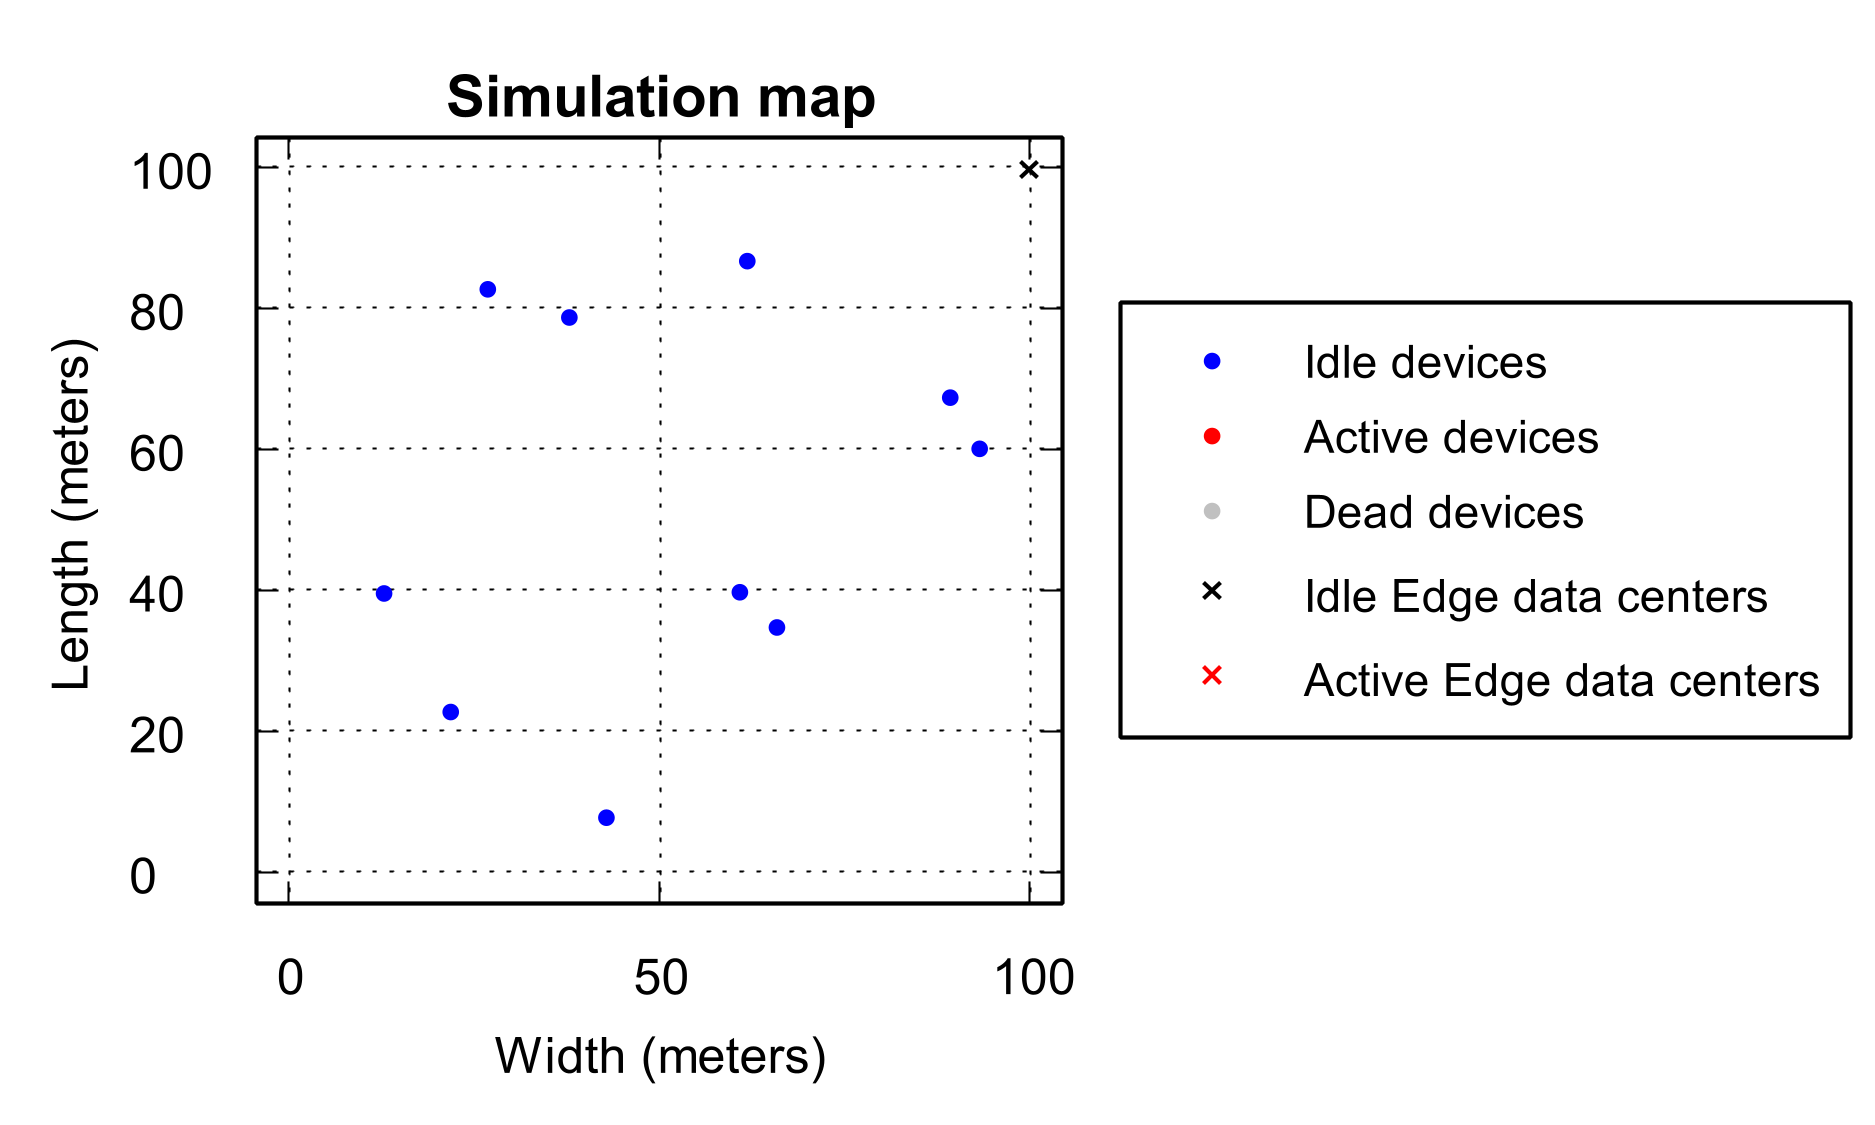 Simulation map
100
80
60
40
20
0
Length (meters)
0 50 100
Width (meters)
Idle devices
Active devices
Dead devices
Idle Edge data centers
Active Edge data centers